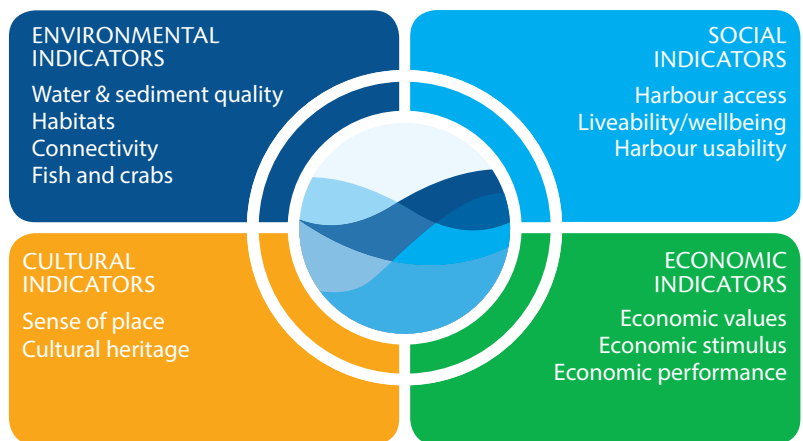 ENVIRONMENTAL
INDICATORS
Water & sediment quality
Habitats
Connectivity
Fish and crabs
SOCIAL
INDICATORS
Harbour access
Liveability/wellbeing
Harbour usability
CULTURAL
INDICATORS
Sense of place
Cultural heritage
ECONOMIC
INDICATORS
Economic values
Economic stimulus
Economic performance